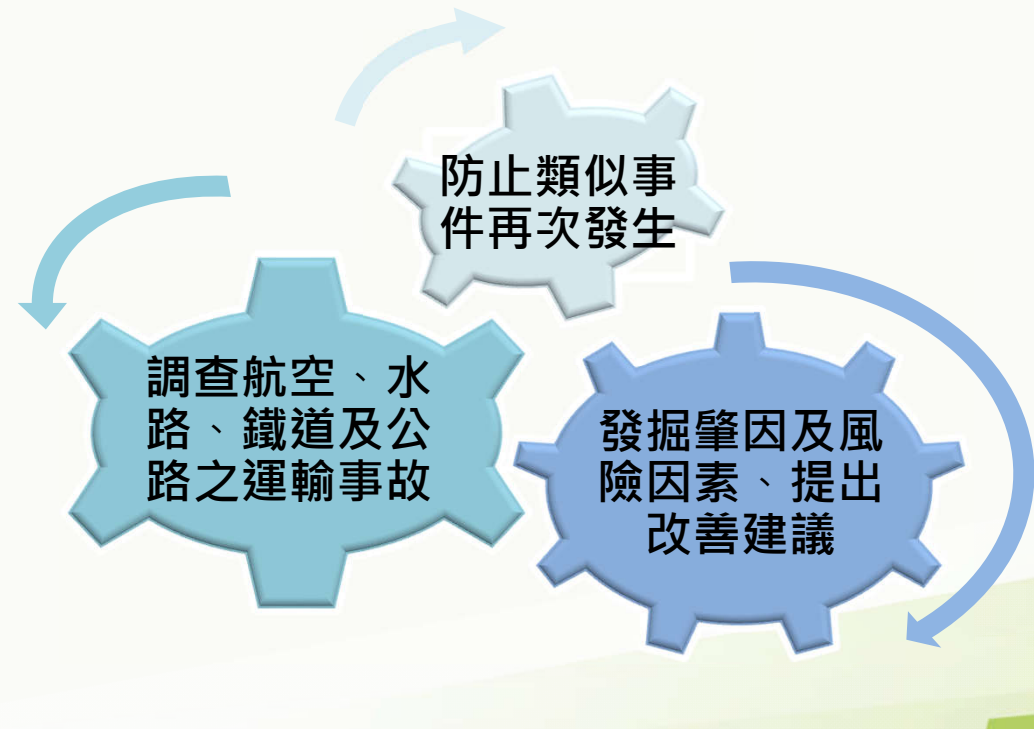 防止類似事
件再次發生
調查航空、水
路、鐵道及公
路之運輸事故
發掘肇因及風
險因素、提出
改善建議